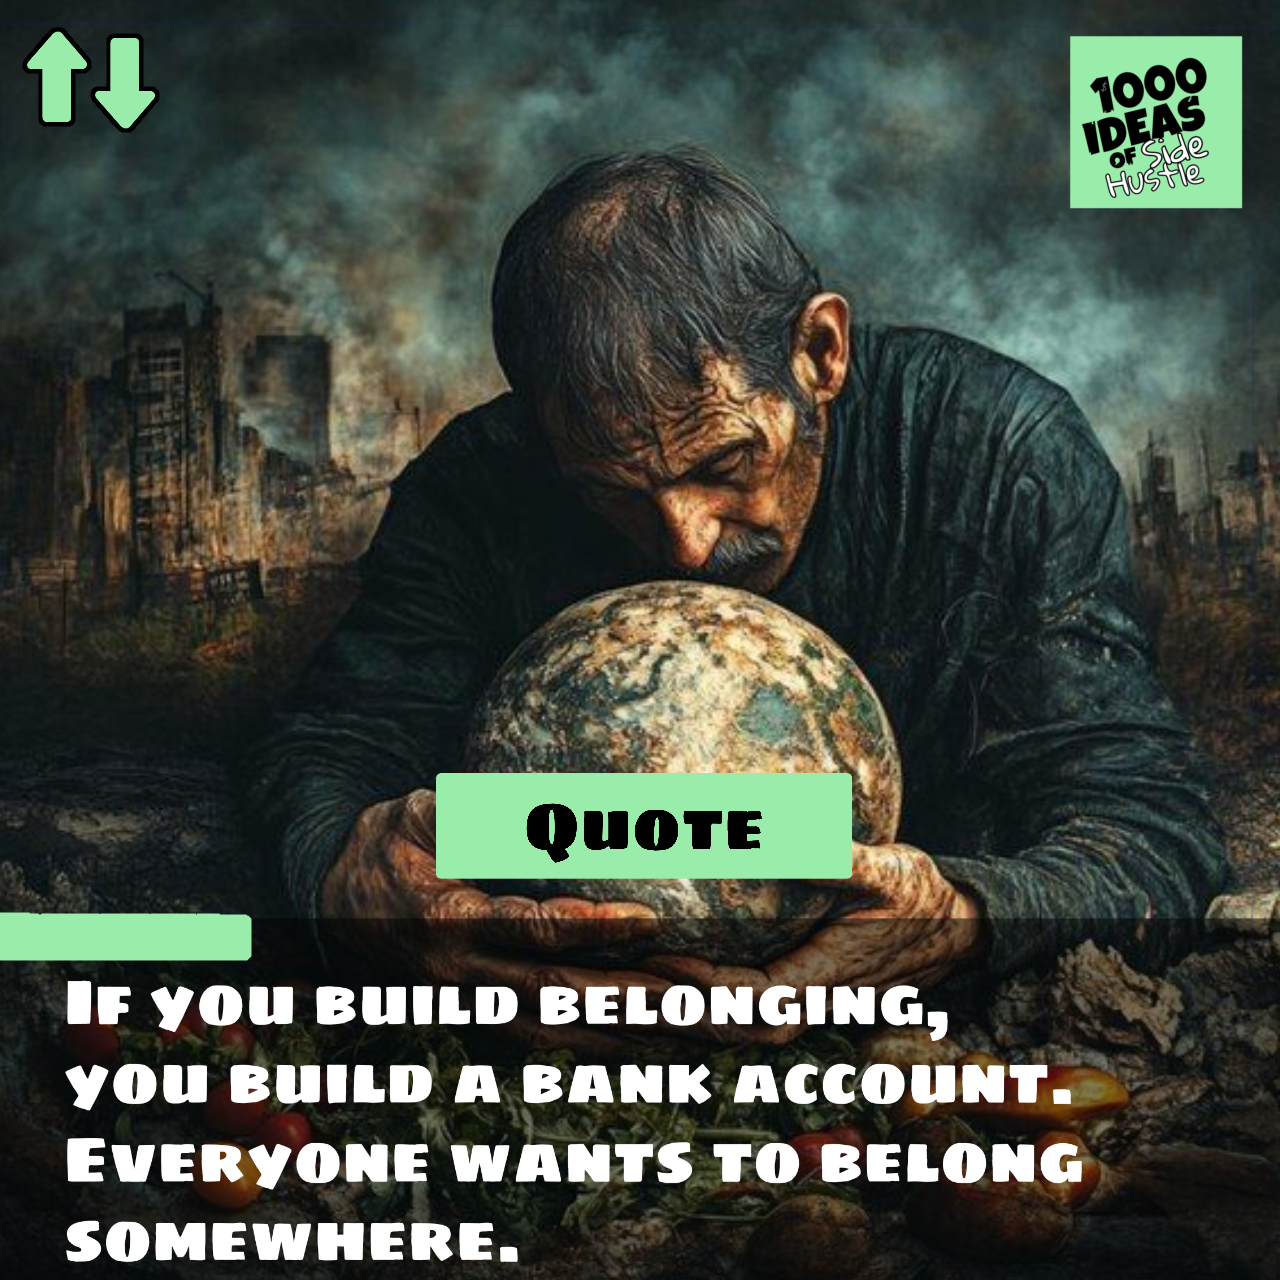 1000
IDEAS
OF Side
Hustle
Quote
If you build belonging,
you build a bank account.
Everyone wants to belong
somewhere.